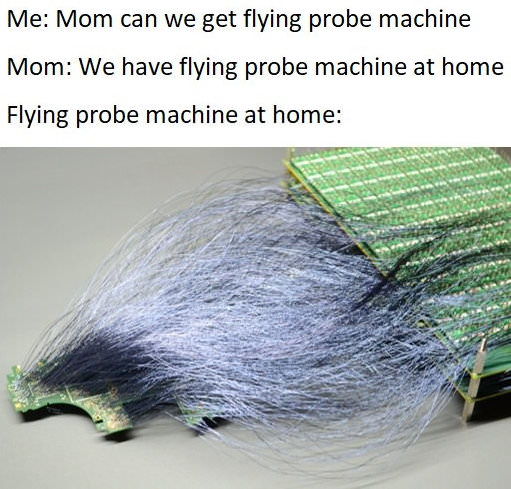 Me: Mom can we get flying probe machine
Mom: We have flying probe machine at home
Flying probe machine at home: